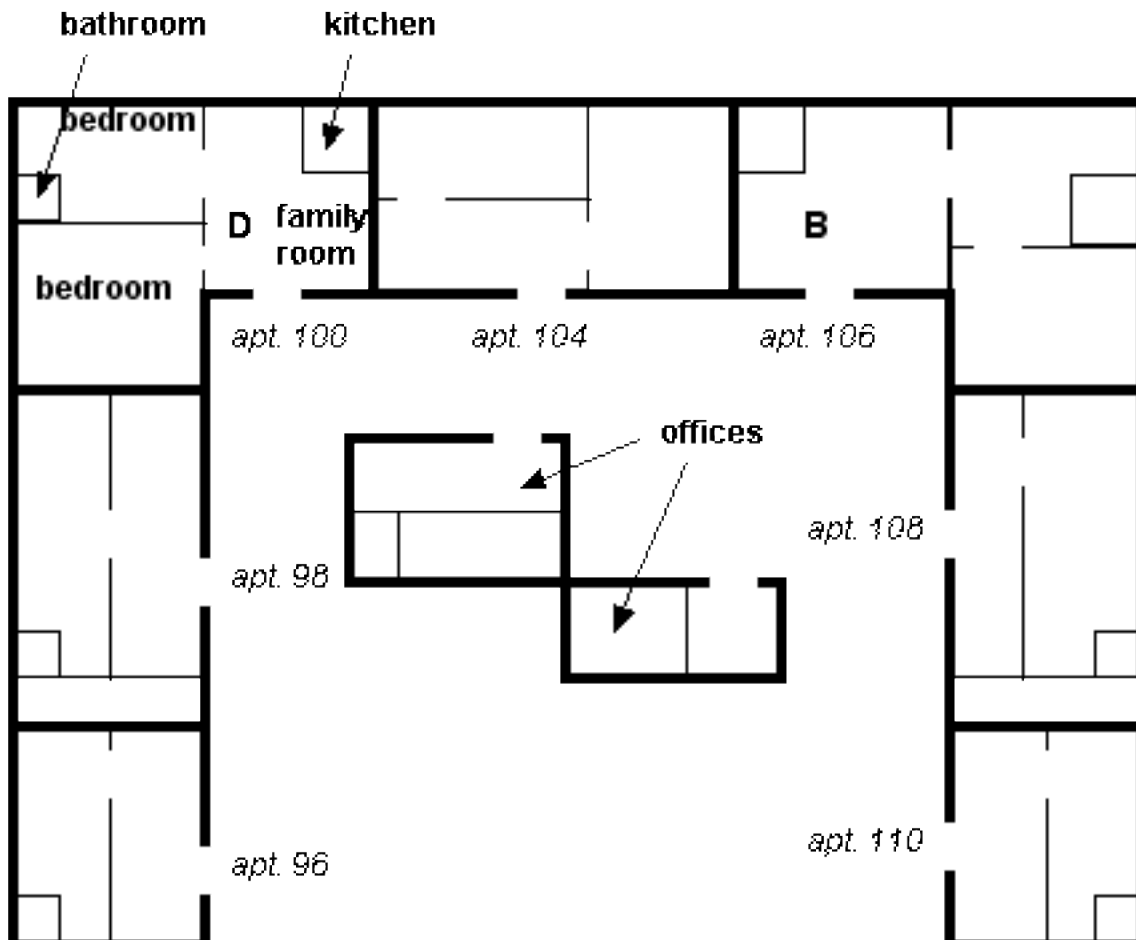 bathroom
kitchen
bedroom
D
family
room
B
bedroom
apt. 100
apt. 104
apt. 106
offices
apt. 108
apt. 98
apt. 110
apt. 96